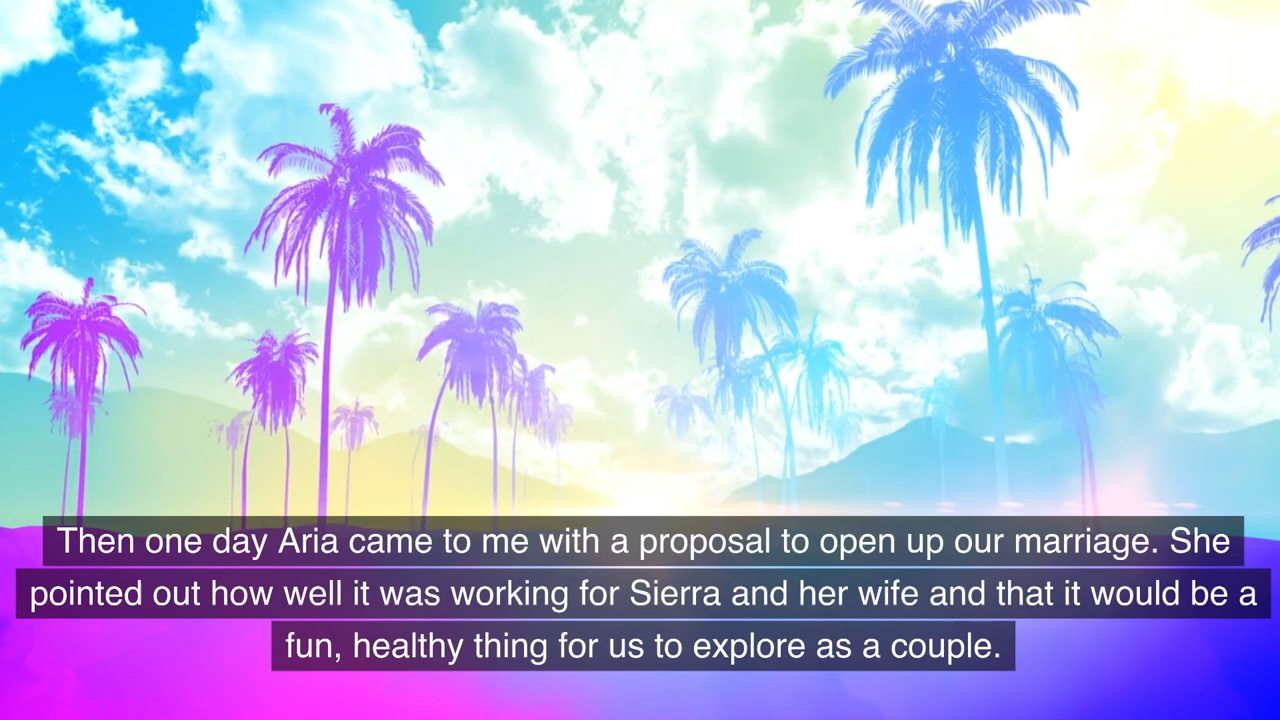 Then one day Aria came to me with a proposal to open up our marriage. She
pointed out how well it was working for Sierra and her wife and that it would be a
fun, healthy thing for us to explore as a couple.